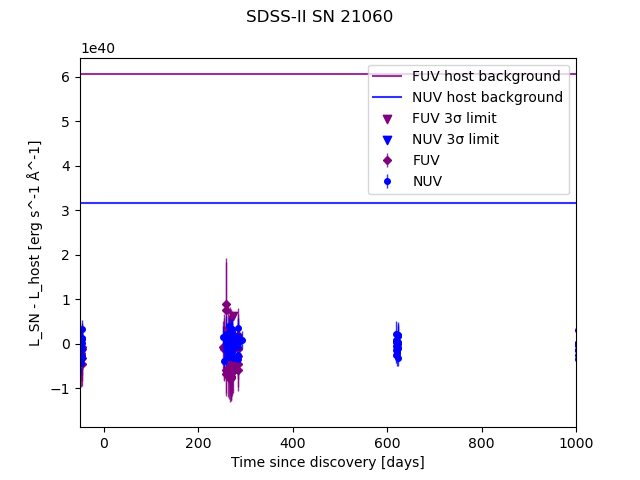 SDSS-II SN 21060
1e40
L_SN - L_host [erg s^-1 Å^-1]
6
5
4
3
2
1
0
−1
FUV host background
NUV host background
FUV 3σ limit
NUV 3σ limit
FUV
NUV
0
200
400
600
800
1000
Time since discovery [days]